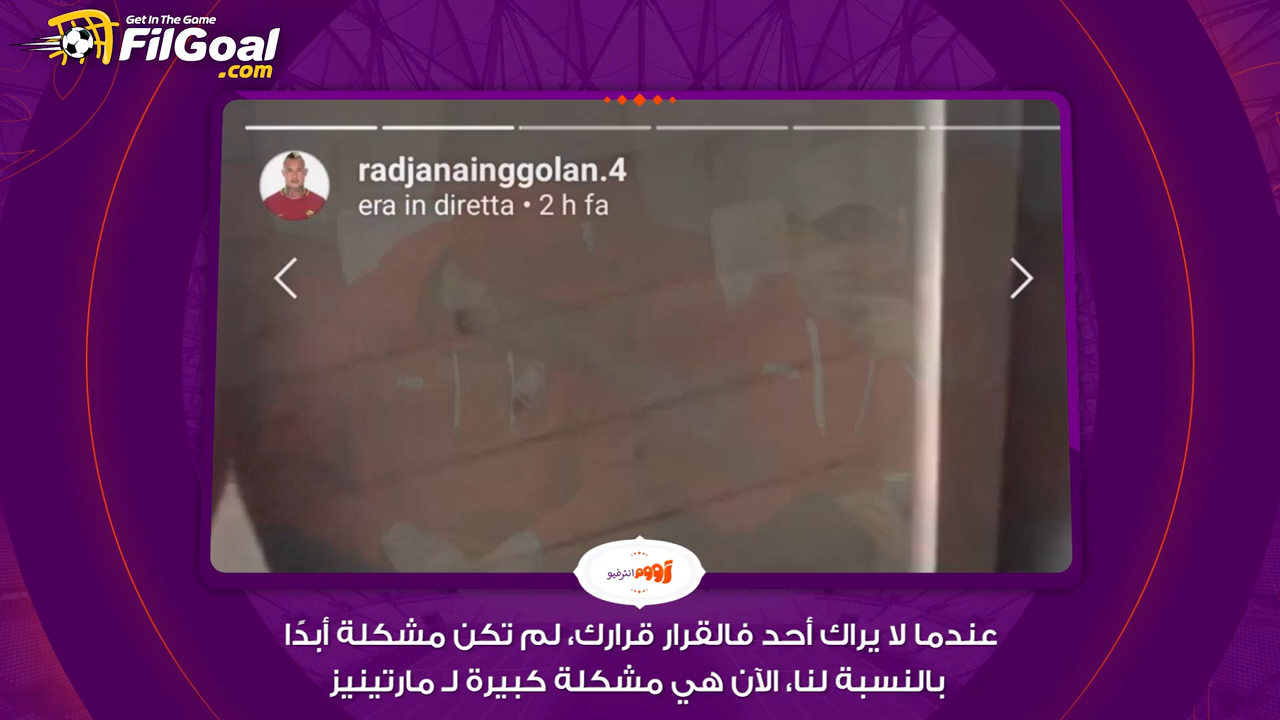 Get In The Game
FilGoal
.com
radjanainggolan.4
era in diretta • 2 h fa
زووم انترفيو
عندما لا يراك أحد فالقرار قرارك، لم تكن مشكلة أبدًا
بالنسبة لنا، الآن هي مشكلة كبيرة لـ مارتينيز